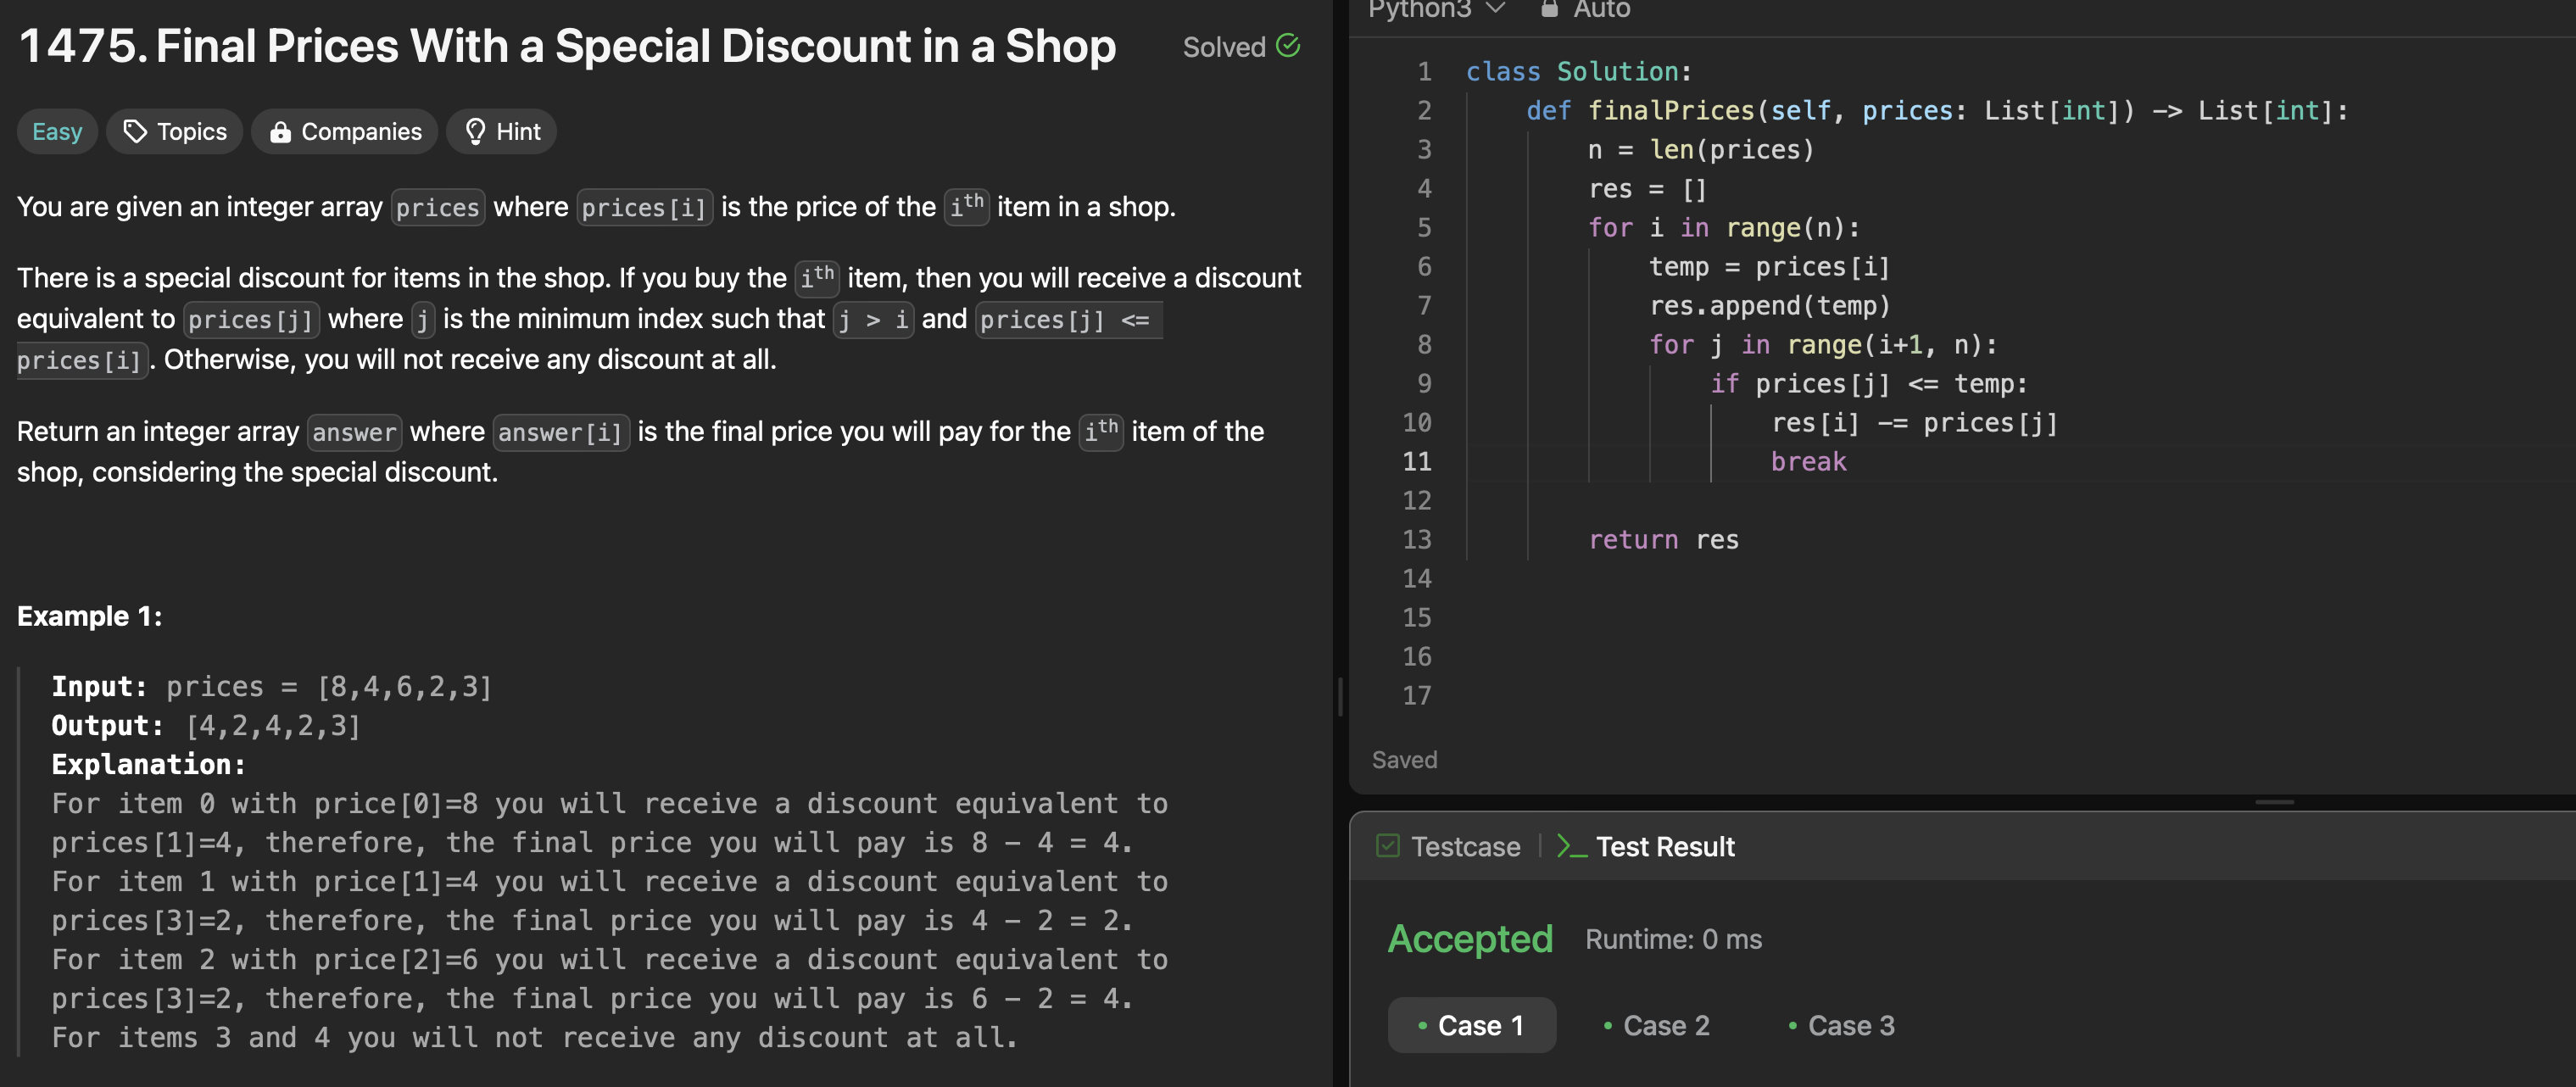 1475. Final Prices With a Special Discount in a Shop
Solved
Easy
Topics
Companies
Hint
You are given an integer array prices where prices[i] is the price of the ith item in a shop.
There is a special discount for items in the shop. If you buy the ith item, then you will receive a discount
equivalent to prices[j] where j is the minimum index such that j > i and prices[j] <=
prices[i]. Otherwise, you will not receive any discount at all.
Return an integer array answer where answer[i] is the final price you will pay for the ith item of the
shop, considering the special discount.
Example 1:
Input: prices = [8,4,6,2,3]
Output: [4,2,4,2,3]
Explanation:
For item 0 with price[0]=8 you will receive a discount equivalent to
prices[1]=4, therefore, the final price you will pay is 8 - 4 = 4.
For item 1 with price[1]=4 you will receive a discount equivalent to
prices[3]=2, therefore, the final price you will pay is 4 - 2 = 2.
For item 2 with price[2]=6 you will receive a discount equivalent to
prices[3]=2, therefore, the final price you will pay is 6 - 2 = 4.
For items 3 and 4 you will not receive any discount at all.
Python3
Auto
1 class Solution:
2     def finalPrices(self, prices: List[int]) -> List[int]:
3         n = len(prices)
4         res = []
5         for i in range(n):
6             temp = prices[i]
7             res.append(temp)
8             for j in range(i+1, n):
9                 if prices[j] <= temp:
10                     res[i] -= prices[j]
11                     break
12
13         return res
14
15
16
17
Saved
Testcase
Test Result
Accepted
Runtime: 0 ms
Case 1
Case 2
Case 3